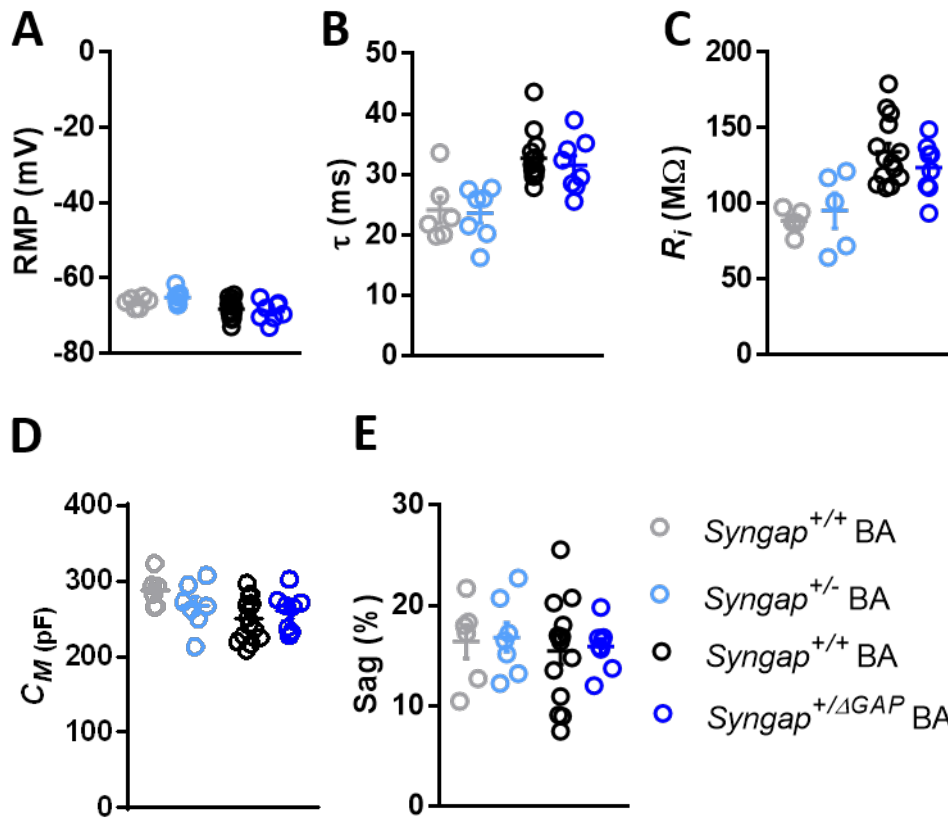 A
B
C
RMP (mV)
0
-20
-40
-60
-80
τ (ms)
50
40
30
20
10
0
R_i (MΩ)
200
150
100
50
0
D
E
C_M (pF)
400
300
200
100
0
Sag (%)
30
20
10
0
Syngap^+/+ BA
Syngap^+/- BA
Syngap^+/+ BA
Syngap^+/ΔGAP BA